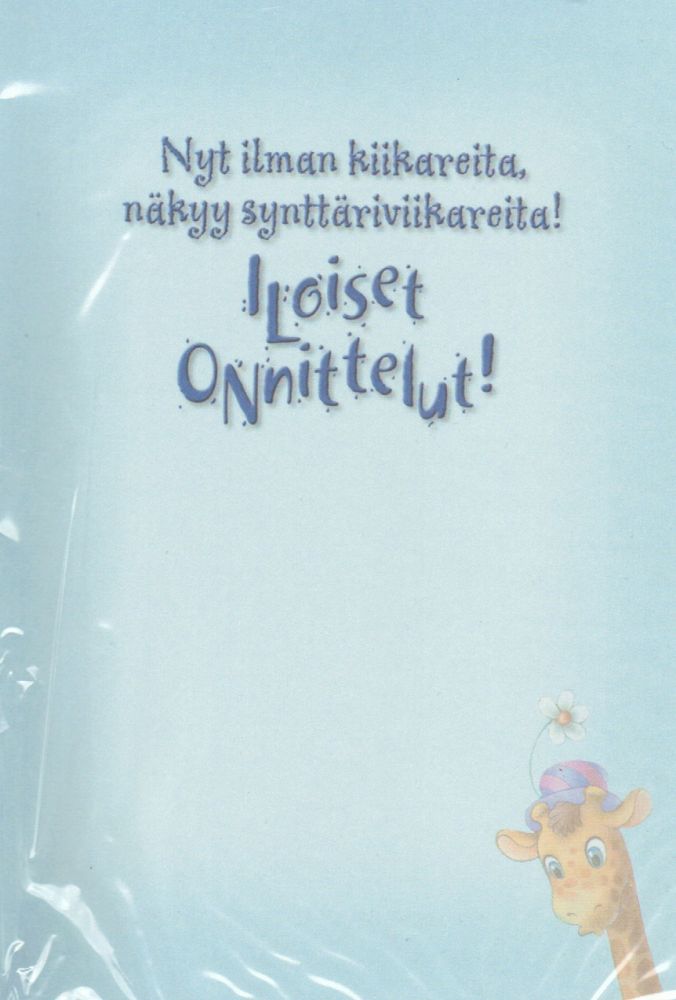 Nyt ilman kiikareita,
näkyy synttäriviikareita!
Iloiset
Onnittelut!